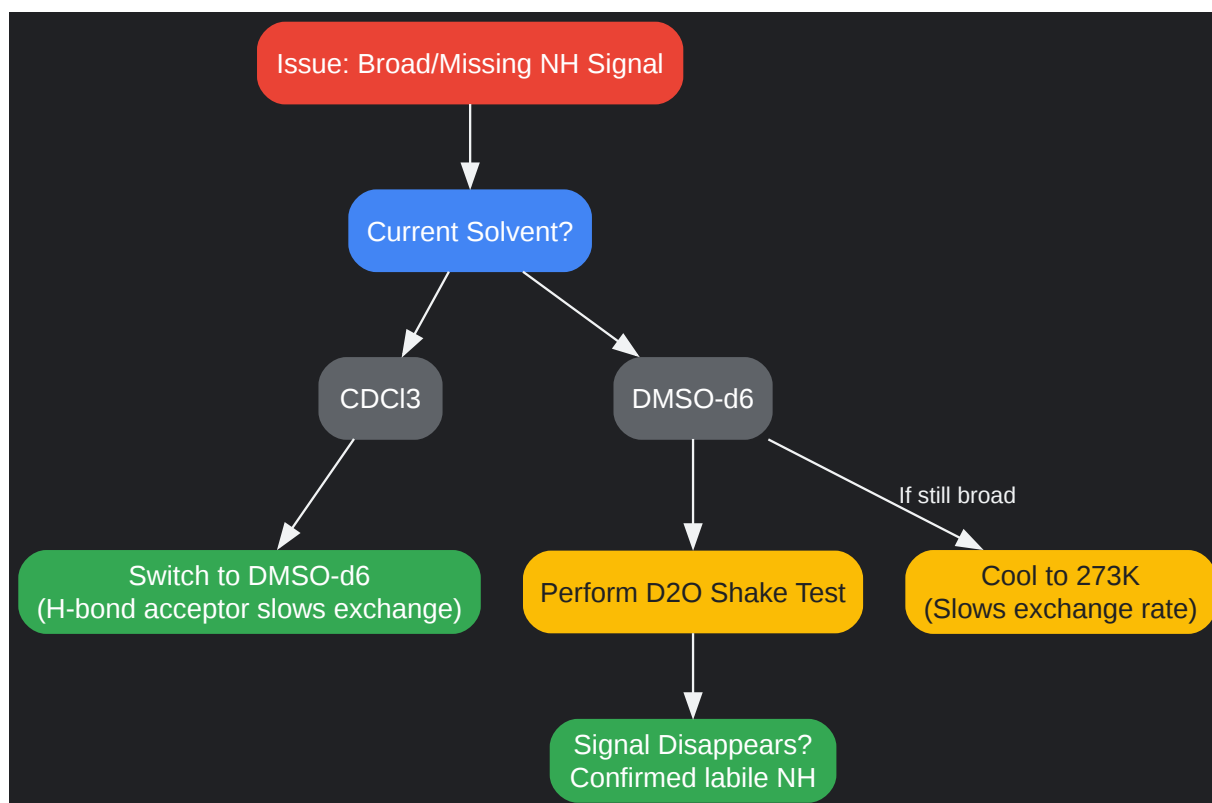 Issue: Broad/Missing NH Signal
Current Solvent?
CDCl3
DMSO-d6
If still broad
Switch to DMSO-d6
(H-bond acceptor slows exchange)
Perform D2O Shake Test
Cool to 273K
(Slows exchange rate)
Signal Disappears?
Confirmed labile NH